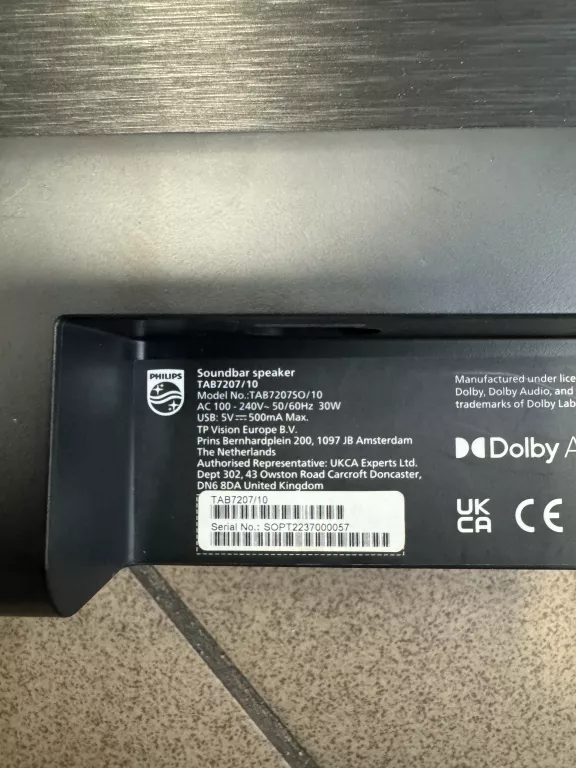 PHILIPS
Soundbar speaker
TAB7207/10
Model No.:TAB7207SO/10
AC 100 - 240V~ 50/60Hz 30W
USB: 5V⎓500mA Max.
TP Vision Europe B.V.
Prins Bernhardplein 200, 1097 JB Amsterdam
The Netherlands
Authorised Representative: UKCA Experts Ltd.
Dept 302, 43 Owston Road Carcroft Doncaster,
DN6 8DA United Kingdom
TAB7207/10
Serial No.: SOPT2237000057
Manufactured under lice
Dolby, Dolby Audio, and
trademarks of Dolby Lab
Dolby A
UK
CA
CE